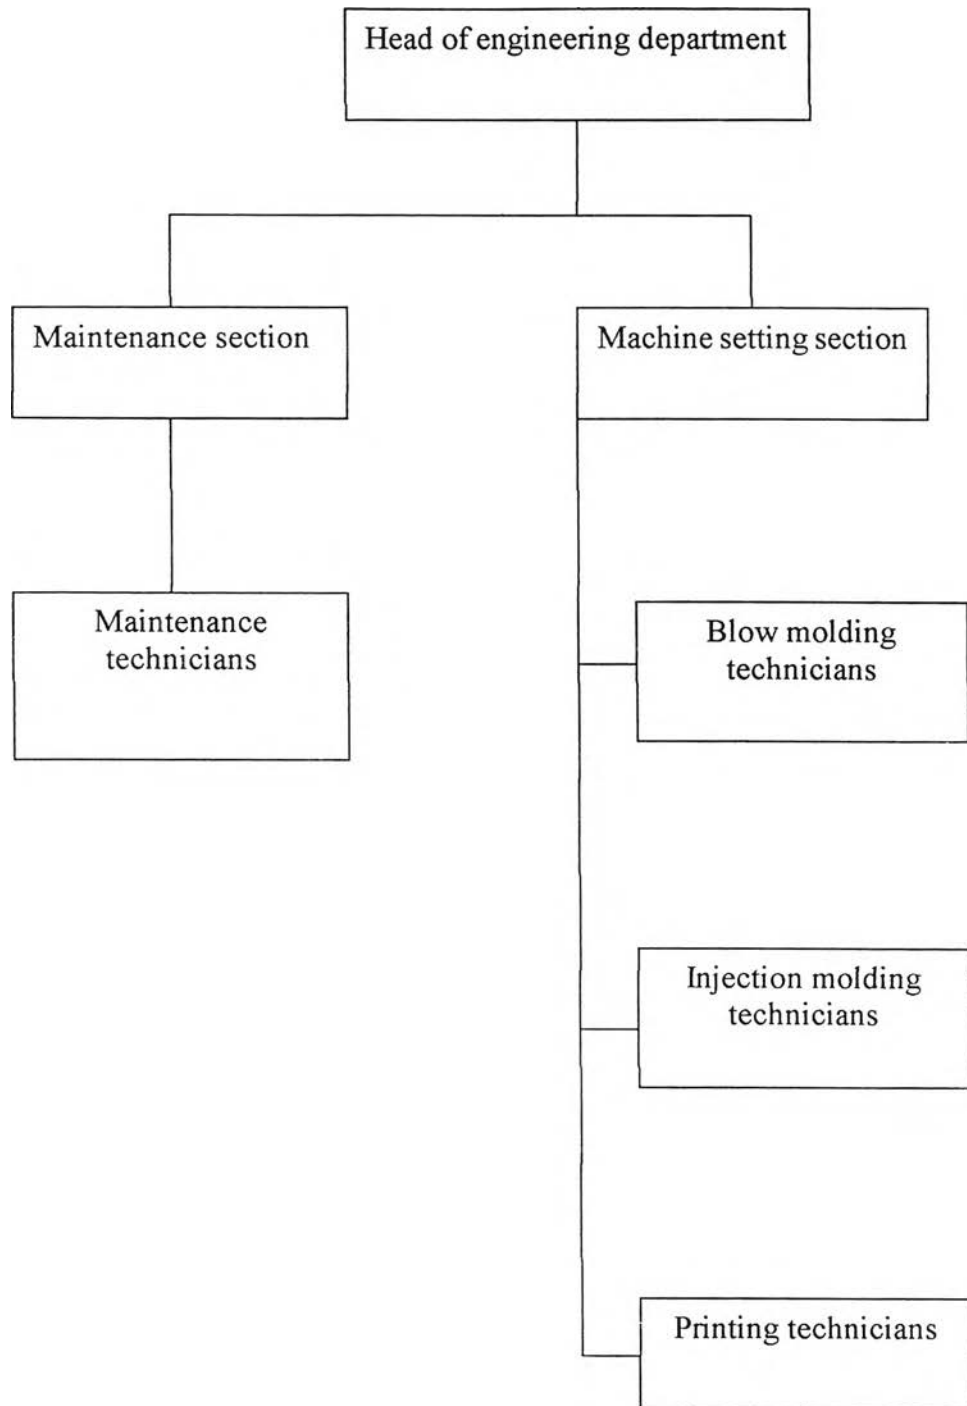 Head of engineering department
Maintenance section
Machine setting section
Maintenance
technicians
Blow molding
technicians
Injection molding
technicians
Printing technicians